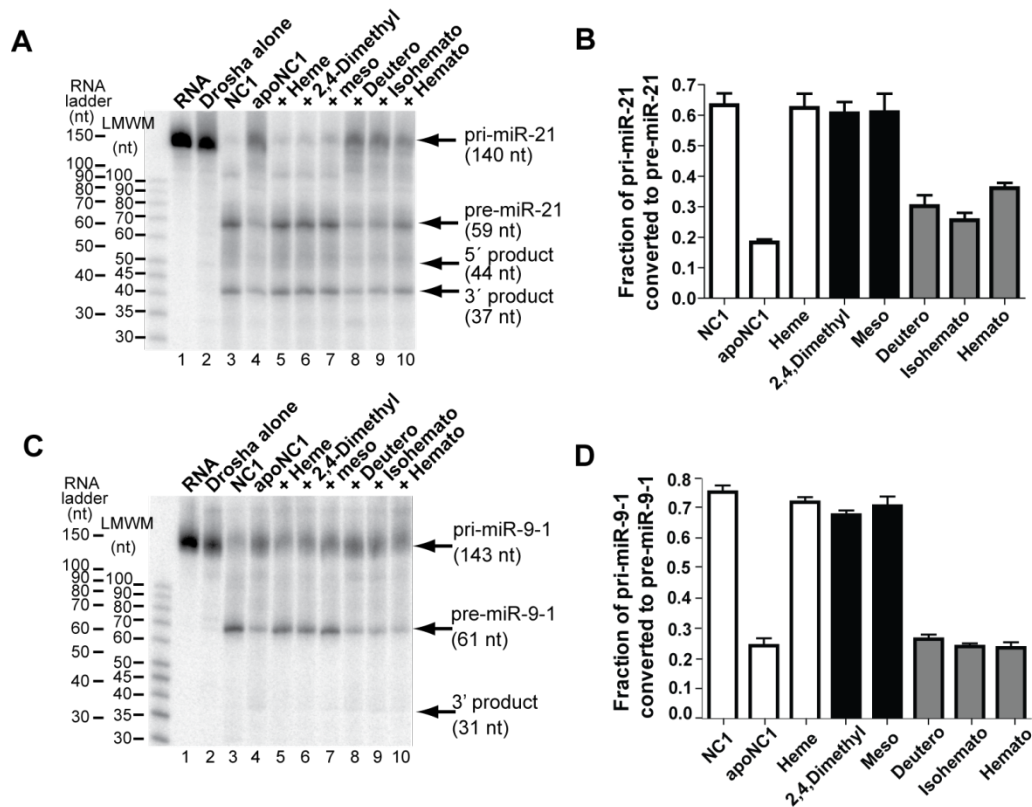 A
RNA
Drosha alone
NC1
apoNC1
+ Heme
+ 2,4-Dimethyl
+ meso
+ Deutero
+ Isohemato
+ Hemato
RNA
ladder
(nt)
LMWM
(nt)
150
100
80
60
50
40
30
100
90
80
70
60
50
45
40
35
30
pri-miR-21
(140 nt)
pre-miR-21
(59 nt)
5´ product
(44 nt)
3´ product
(37 nt)
1 2 3 4 5 6 7 8 9 10
B
Fraction of pri-miR-21
converted to pre-miR-21
0.7
0.6
0.5
0.4
0.3
0.2
0.1
0.0
NC1
apoNC1
Heme
2,4,Dimethyl
Meso
Deutero
Isohemato
Hemato
C
RNA
Drosha alone
NC1
apoNC1
+ Heme
+ 2,4-Dimethyl
+ meso
+ Deutero
+ Isohemato
+ Hemato
RNA
ladder
(nt)
LMWM
(nt)
150
100
80
60
50
40
30
100
90
80
70
60
50
45
40
35
30
pri-miR-9-1
(143 nt)
pre-miR-9-1
(61 nt)
3’ product
(31 nt)
1 2 3 4 5 6 7 8 9 10
D
Fraction of pri-miR-9-1
converted to pre-miR-9-1
0.8
0.7
0.6
0.5
0.4
0.3
0.2
0.1
0.0
NC1
apoNC1
Heme
2,4,Dimethyl
Meso
Deutero
Isohemato
Hemato